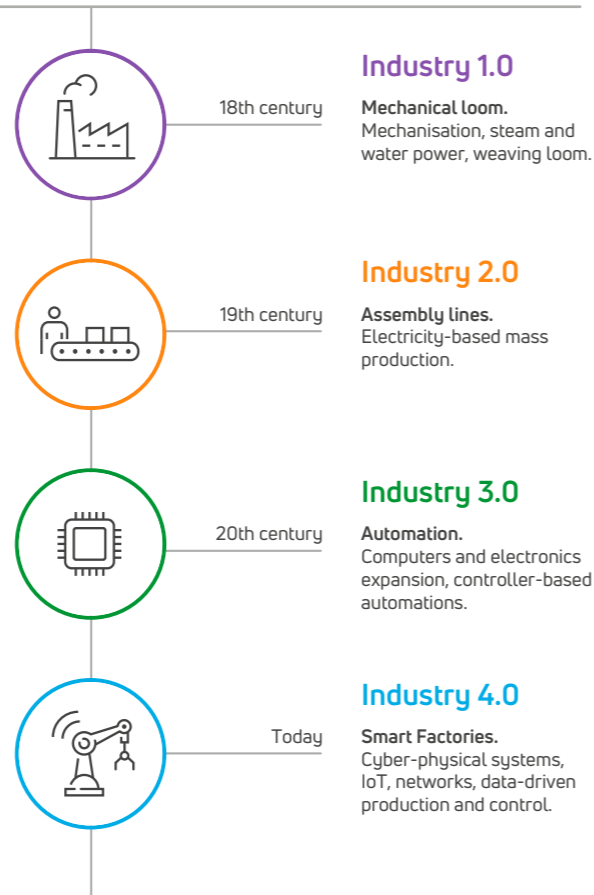 Industry 1.0
18th century
Mechanical loom.
Mechanisation, steam and
water power, weaving loom.
Industry 2.0
19th century
Assembly lines.
Electricity-based mass
production.
Industry 3.0
20th century
Automation.
Computers and electronics
expansion, controller-based
automations.
Industry 4.0
Today
Smart Factories.
Cyber-physical systems,
IoT, networks, data-driven
production and control.